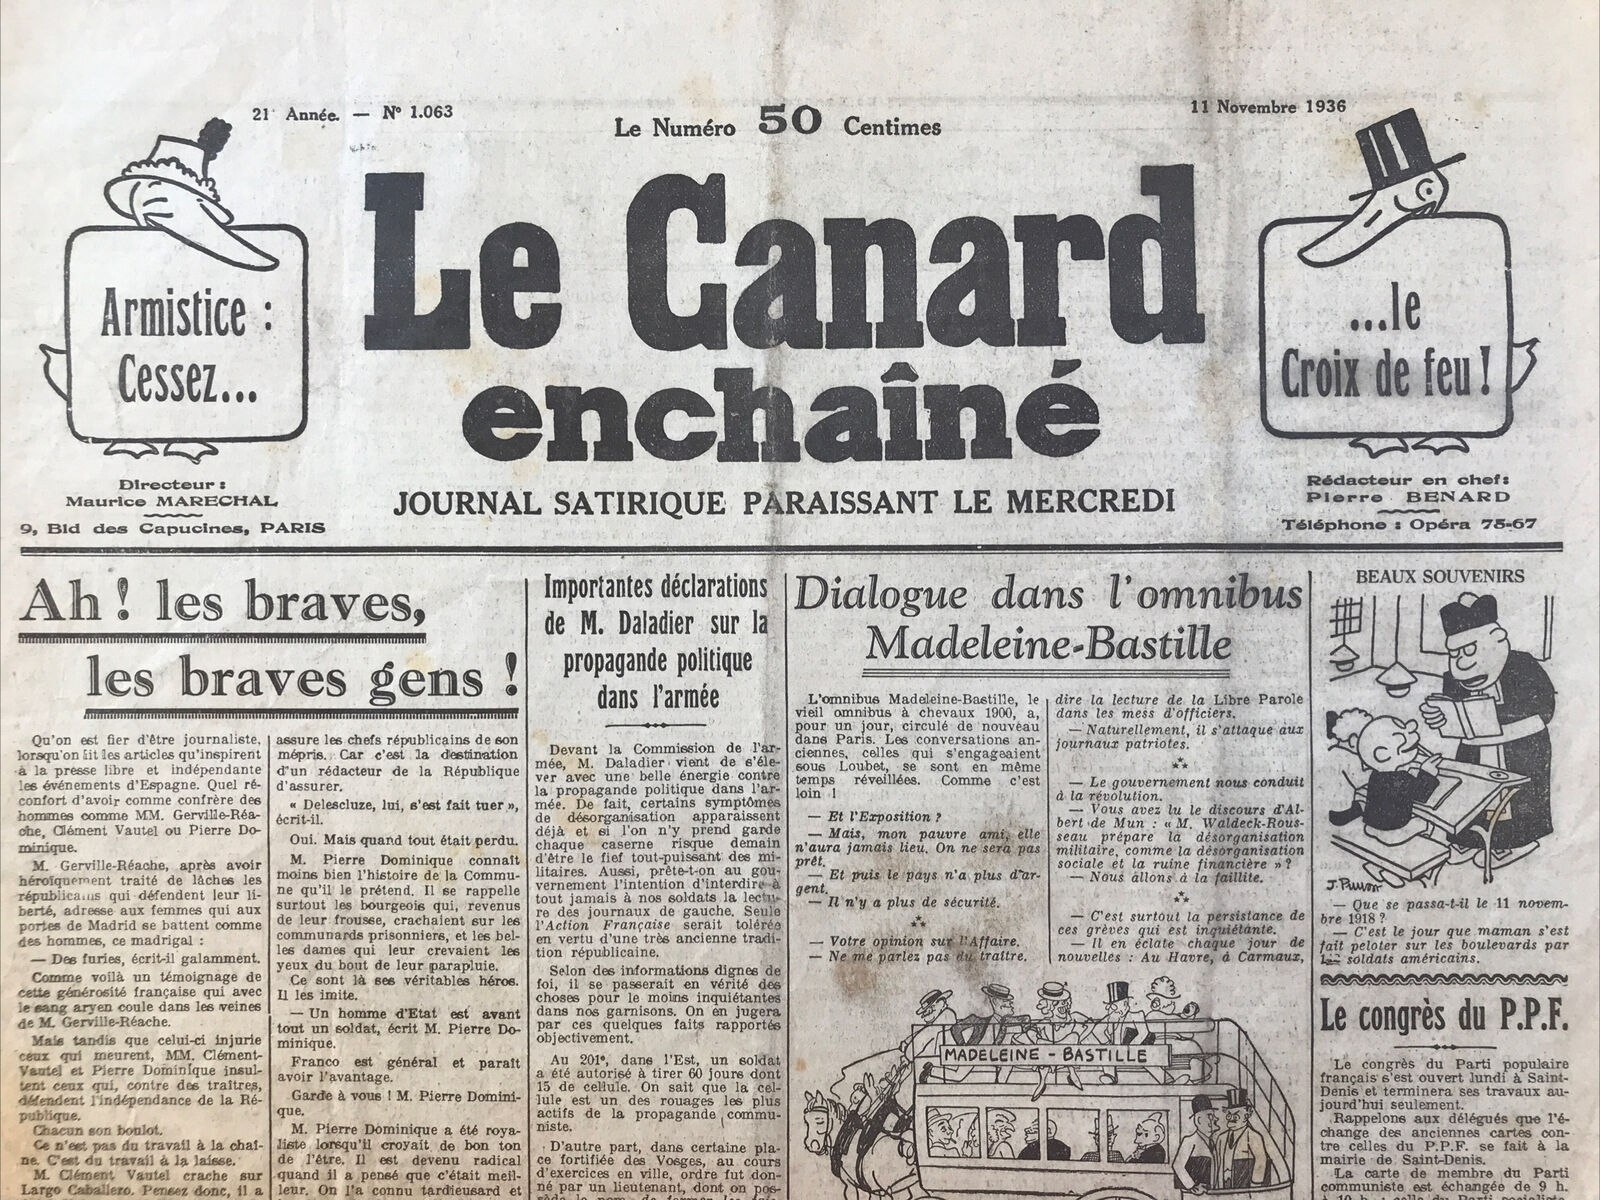 21e Année. — N° 1.063
Le Numéro 50 Centimes
11 Novembre 1936
Armistice :
Cessez...
Le Canard
enchaîné
...le
Croix de feu !
Directeur :
Maurice MARECHAL
9, Bld des Capucines, PARIS
JOURNAL SATIRIQUE PARAISSANT LE MERCREDI
Rédacteur en chef :
Pierre BENARD
Téléphone : Opéra 75-67
Ah ! les braves,
les braves gens !
Qu'on est fier d'être journaliste,
lorsqu'on lit les articles qu'inspirent
à la presse libre et indépendante
les événements d'Espagne. Quel ré-
confort d'avoir comme confrère des
hommes comme MM. Gerville-Réa-
che, Clément Vautel ou Pierre Do-
minique.
M. Gerville-Réache, après avoir
héroïquement traité de lâches les
républicains qui défendent leur li-
berté, adresse aux femmes qui aux
portes de Madrid se battent comme
des hommes, ce madrigal :
— Des furies, écrit-il galamment.
Comme voilà un témoignage de
cette générosité française qui avec
le sang aryen coule dans les veines
de M. Gerville-Réache.
Mais tandis que celui-ci injurie
ceux qui meurent, MM. Clément-
Vautel et Pierre Dominique insul-
tent ceux qui, contre des traîtres,
défendent l'indépendance de la Ré-
publique.
Chacun son boulot.
Ce n'est pas du travail à la chaî-
ne. C'est du travail à la laisse.
M. Clément Vautel crache sur
Largo Caballero. Pensez donc, il a
assure les chefs républicains de son
mépris. Car c'est la destination
d'un rédacteur de la République
d'assurer.
« Delescluze, lui, s'est fait tuer »,
écrit-il.
Oui. Mais quand tout était perdu.
M. Pierre Dominique connaît
moins bien l'histoire de la Commu-
ne qu'il le prétend. Il se rappelle
surtout les bourgeois qui, revenus
de leur frousse, crachaient sur les
communards prisonniers, et les bel-
les dames qui leur crevaient les
yeux du bout de leur parapluie.
Ce sont là ses véritables héros.
Il les imite.
— Un homme d'Etat est avant
tout un soldat, écrit M. Pierre Do-
minique.
Franco est général et paraît
avoir l'avantage.
Garde à vous ! M. Pierre Domini-
que.
M. Pierre Dominique a été roya-
liste lorsqu'il croyait de bon ton
de l'être. Il est devenu radical
quand il a pensé que c'était meil-
leur. On l'a connu tardieusard et
Importantes déclarations
de M. Daladier sur la
propagande politique
dans l'armée
Devant la Commission de l'ar-
mée, M. Daladier vient de s'éle-
ver avec une belle énergie contre
la propagande politique dans l'ar-
mée. De fait, certains symptômes
de désorganisation apparaissent
déjà et si l'on n'y prend garde
chaque caserne risque demain
d'être le fief tout-puissant des mi-
litaires. Aussi, prête-t-on au gou-
vernement l'intention d'interdire à
tout jamais à nos soldats la lectu-
re des journaux de gauche. Seule
l'Action Française serait tolérée
en vertu d'une très ancienne tradi-
tion républicaine.
Selon des informations dignes de
foi, il se passerait en vérité des
choses pour le moins inquiétantes
dans nos garnisons. On en jugera
par ces quelques faits rapportés
objectivement.
Au 201e, dans l'Est, un soldat
a été autorisé à tirer 60 jours dont
15 de cellule. On sait que la cel-
lule est un des rouages les plus
actifs de la propagande commu-
niste.
D'autre part, dans certaine pla-
ce fortifiée des Vosges, au cours
d'exercices en ville, ordre fut don-
né par un lieutenant, dont on pos-
sède le nom, de fermer les
Dialogue dans l'omnibus
Madeleine-Bastille
L'omnibus Madeleine-Bastille, le
vieil omnibus à chevaux 1900, a,
pour un jour, circulé de nouveau
dans Paris. Les conversations an-
ciennes, celles qui s'engageaient
sous Loubet, se sont en même
temps réveillées. Comme c'est
loin !
— Et l'Exposition ?
— Mais, mon pauvre ami, elle
n'aura jamais lieu. On ne sera pas
prêt.
— Et puis le pays n'a plus d'ar-
gent.
— Il n'y a plus de sécurité.
— Votre opinion sur l'Affaire.
— Ne me parlez pas du traître.
dire la lecture de la Libre Parole
dans les mess d'officiers.
— Naturellement, il s'attaque aux
journaux patriotes.
— Le gouvernement nous conduit
à la révolution.
— Vous avez lu le discours d'Al-
bert de Mun : « M. Waldeck-Rous-
seau prépare la désorganisation
militaire, comme la désorganisation
sociale et la ruine financière » ?
— Nous allons à la faillite.
— C'est surtout la persistance de
ces grèves qui est inquiétante.
— Il en éclate chaque jour de
nouvelles : Au Havre, à Carmaux,
MADELEINE - BASTILLE
BEAUX SOUVENIRS
— Que se passa-t-il le 11 novem-
bre 1918 ?
— C'est le jour que maman s'est
fait peloter sur les boulevards par
les soldats américains.
Le congrès du P.P.F.
Le congrès du Parti populaire
français s'est ouvert lundi à Saint-
Denis et terminera ses travaux au-
jourd'hui seulement.
Rappelons aux délégués que l'é-
change des anciennes cartes con-
tre celles du P.P.F. se fait à la
mairie de Saint-Denis.
La carte de membre du Parti
communiste est échangée de 9 h.